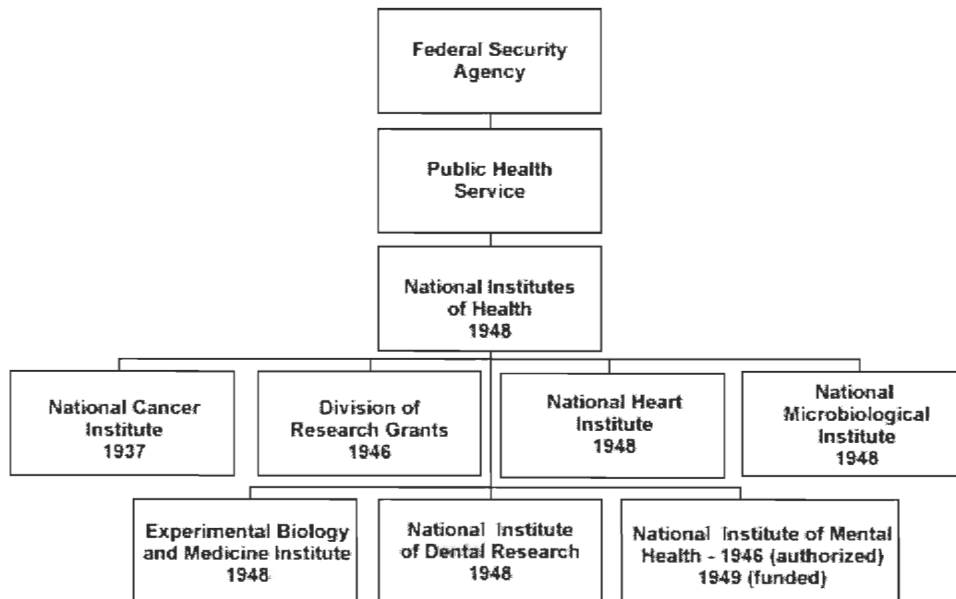 Federal Security
Agency
Public Health
Service
National Institutes
of Health
1948
National Cancer
Institute
1937
Division of
Research Grants
1946
National Heart
Institute
1948
National
Microbiological
Institute
1948
Experimental Biology
and Medicine Institute
1948
National Institute
of Dental Research
1948
National Institute of Mental
Health - 1946 (authorized)
1949 (funded)